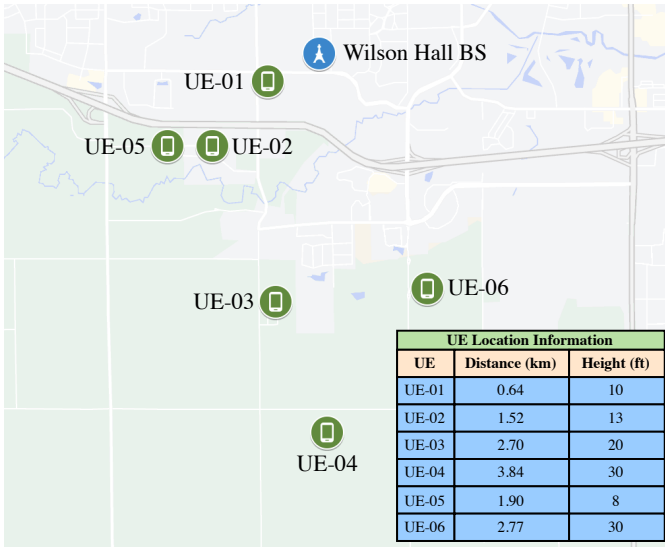 Wilson Hall BS
UE-01
UE-05
UE-02
UE-03
UE-06
UE-04
UE Location Information
UE Distance (km) Height (ft)
UE-01 0.64 10
UE-02 1.52 13
UE-03 2.70 20
UE-04 3.84 30
UE-05 1.90 8
UE-06 2.77 30